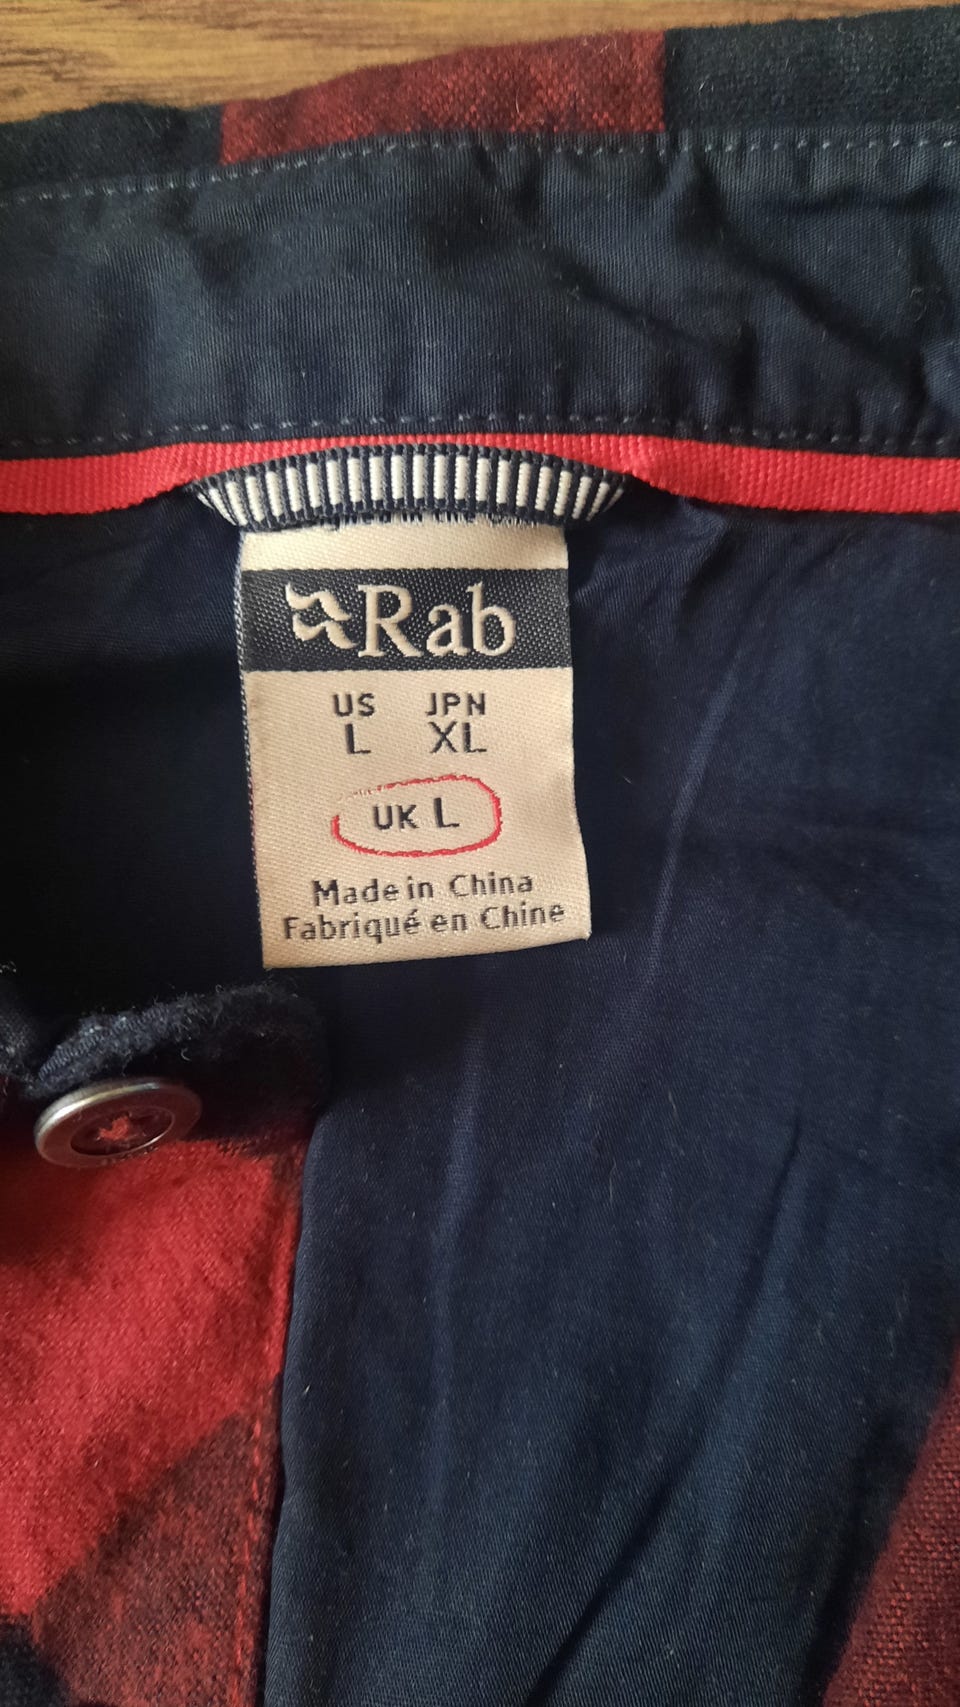 Rab
US JPN
L XL
UK L
Made in China
Fabriqué en Chine